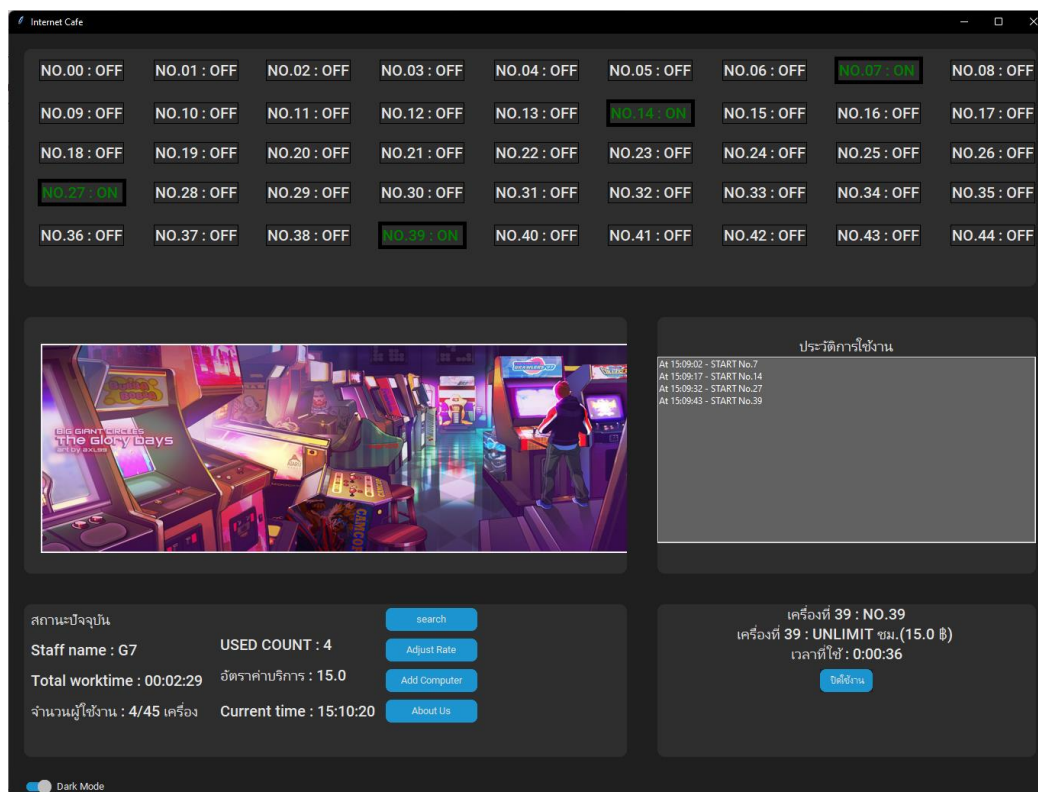 Internet Cafe
NO.00 : OFF NO.01 : OFF NO.02 : OFF NO.03 : OFF NO.04 : OFF NO.05 : OFF NO.06 : OFF NO.07 : ON NO.08 : OFF
NO.09 : OFF NO.10 : OFF NO.11 : OFF NO.12 : OFF NO.13 : OFF NO.14 : ON NO.15 : OFF NO.16 : OFF NO.17 : OFF
NO.18 : OFF NO.19 : OFF NO.20 : OFF NO.21 : OFF NO.22 : OFF NO.23 : OFF NO.24 : OFF NO.25 : OFF NO.26 : OFF
NO.27 : ON NO.28 : OFF NO.29 : OFF NO.30 : OFF NO.31 : OFF NO.32 : OFF NO.33 : OFF NO.34 : OFF NO.35 : OFF
NO.36 : OFF NO.37 : OFF NO.38 : OFF NO.39 : ON NO.40 : OFF NO.41 : OFF NO.42 : OFF NO.43 : OFF NO.44 : OFF
BIG GIANT CIRCLES
The Glory Days
art by axl99
CAMCOP
ประวัติการใช้งาน
At 15:09:02 - START No.7
At 15:09:17 - START No.14
At 15:09:32 - START No.27
At 15:09:43 - START No.39
สถานะปัจจุบัน
Staff name : G7
Total worktime : 00:02:29
จำนวนผู้ใช้งาน : 4/45 เครื่อง
USED COUNT : 4
อัตราค่าบริการ : 15.0
Current time : 15:10:20
search
Adjust Rate
Add Computer
About Us
เครื่องที่ 39 : NO.39
เครื่องที่ 39 : UNLIMIT ชม.(15.0 ฿)
เวลาที่ใช้ : 0:00:36
ปิดใช้งาน
Dark Mode